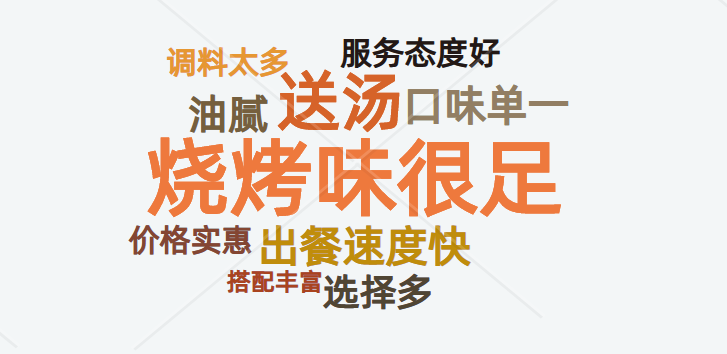 服务态度好
调料太多
送汤
口味单一
油腻
烧烤味很足
价格实惠
出餐速度快
搭配丰富
选择多